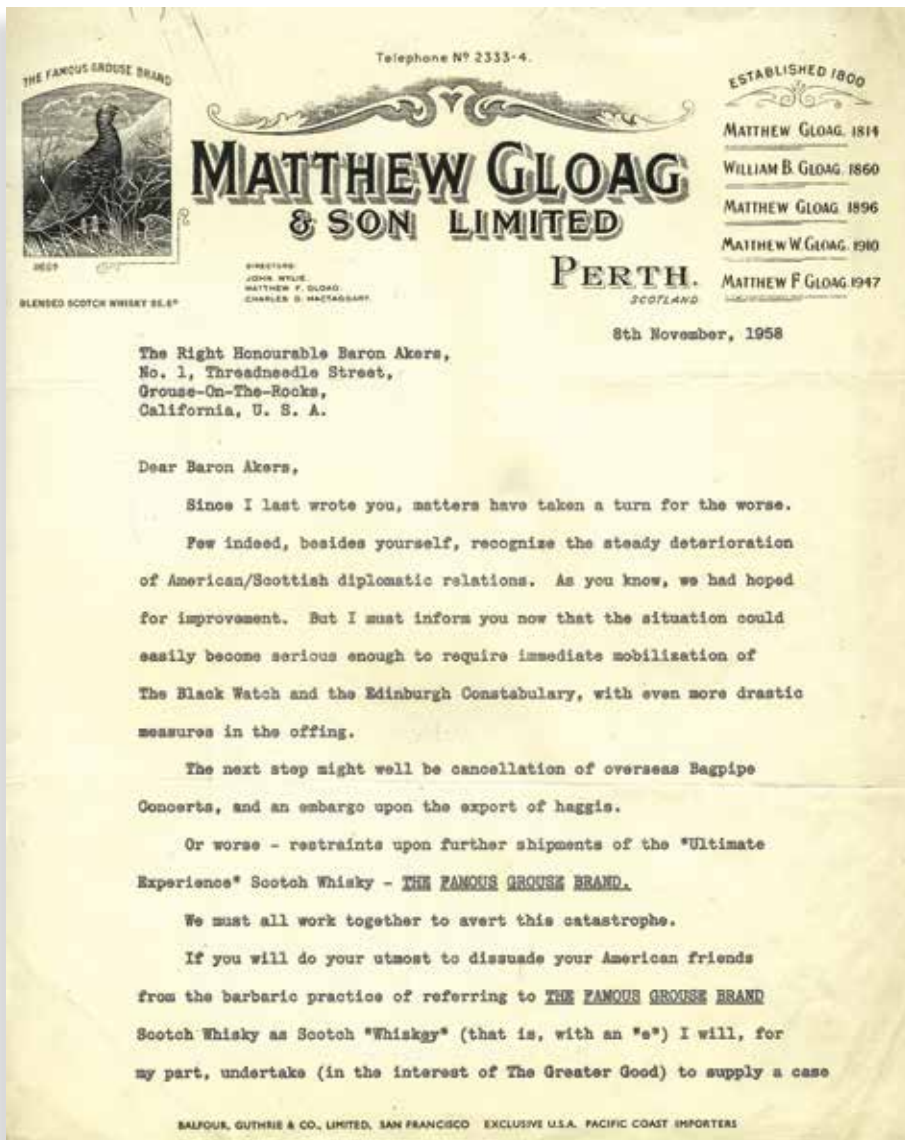 Telephone Nº 2333-4.
THE FAMOUS GROUSE BRAND
BLENDED SCOTCH WHISKY
MATTHEW GLOAG
& SON LIMITED
DIRECTORS:
JOHN WYLIE.
MATTHEW F. GLOAG.
CHARLES G. MACTAGGART.
PERTH.
SCOTLAND
ESTABLISHED 1800
MATTHEW GLOAG. 1814
WILLIAM B. GLOAG. 1860
MATTHEW GLOAG. 1896
MATTHEW W. GLOAG. 1910
MATTHEW F GLOAG. 1947
8th November, 1958
The Right Honourable Baron Akers,
No. 1, Threadneedle Street,
Grouse-On-The-Rocks,
California, U. S. A.
Dear Baron Akers,
Since I last wrote you, matters have taken a turn for the worse.
Few indeed, besides yourself, recognize the steady deterioration
of American/Scottish diplomatic relations. As you know, we had hoped
for improvement. But I must inform you now that the situation could
easily become serious enough to require immediate mobilization of
The Black Watch and the Edinburgh Constabulary, with even more drastic
measures in the offing.
The next step might well be cancellation of overseas Bagpipe
Concerts, and an embargo upon the export of haggis.
Or worse - restraints upon further shipments of the "Ultimate
Experience" Scotch Whisky - THE FAMOUS GROUSE BRAND.
We must all work together to avert this catastrophe.
If you will do your utmost to dissuade your American friends
from the barbaric practice of referring to THE FAMOUS GROUSE BRAND
Scotch Whisky as Scotch "Whiskey" (that is, with an "e") I will, for
my part, undertake (in the interest of The Greater Good) to supply a case
BALFOUR, GUTHRIE & CO., LIMITED, SAN FRANCISCO EXCLUSIVE U.S.A. PACIFIC COAST IMPORTERS